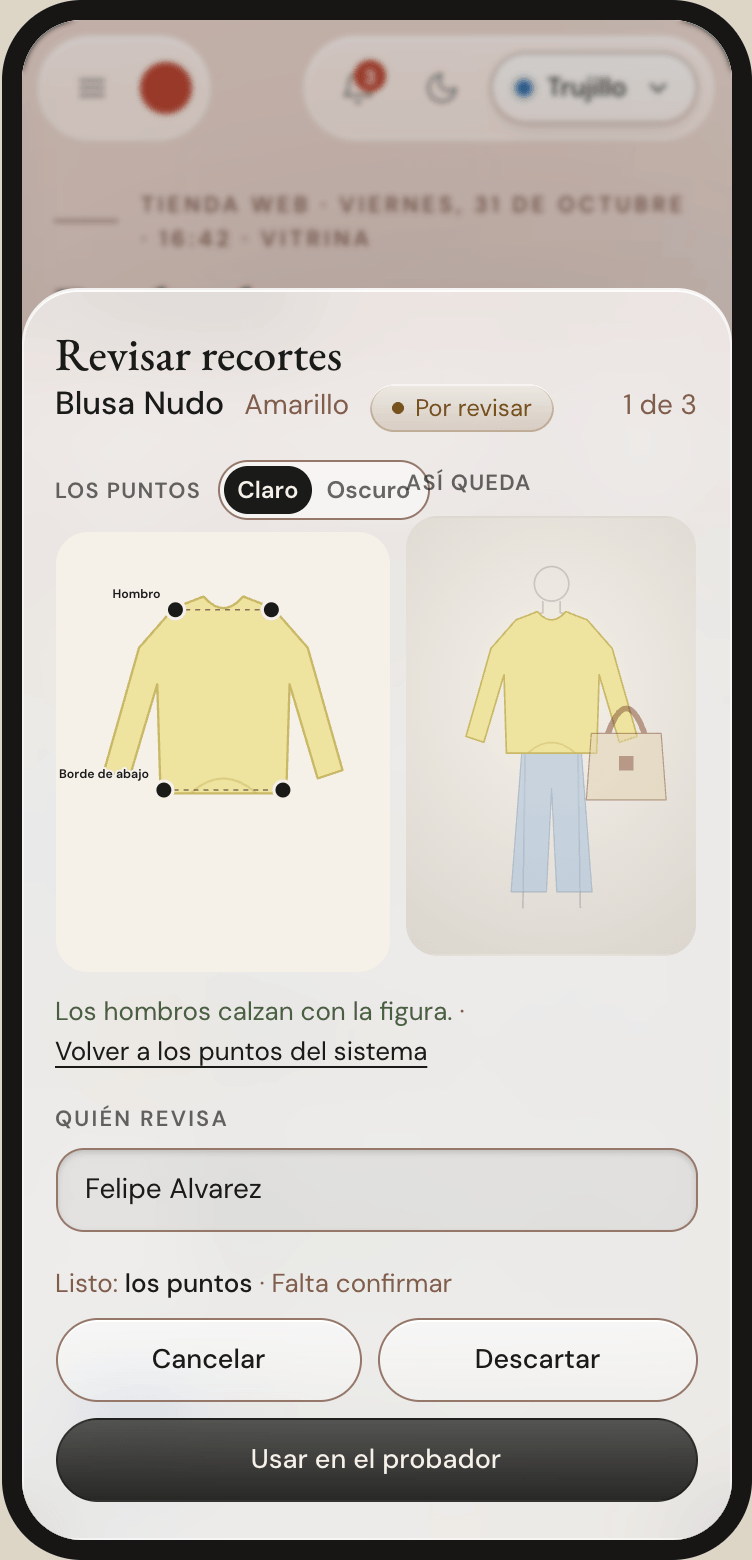 3
Trujillo
TIENDA WEB · VIERNES, 31 DE OCTUBRE
· 16:42 · VITRINA
Revisar recortes
Blusa Nudo Amarillo Por revisar 1 de 3
LOS PUNTOS Claro Oscuro ASÍ QUEDA
Hombro
Borde de abajo
Los hombros calzan con la figura. ·
Volver a los puntos del sistema
QUIÉN REVISA
Felipe Alvarez
Listo: los puntos · Falta confirmar
Cancelar Descartar
Usar en el probador